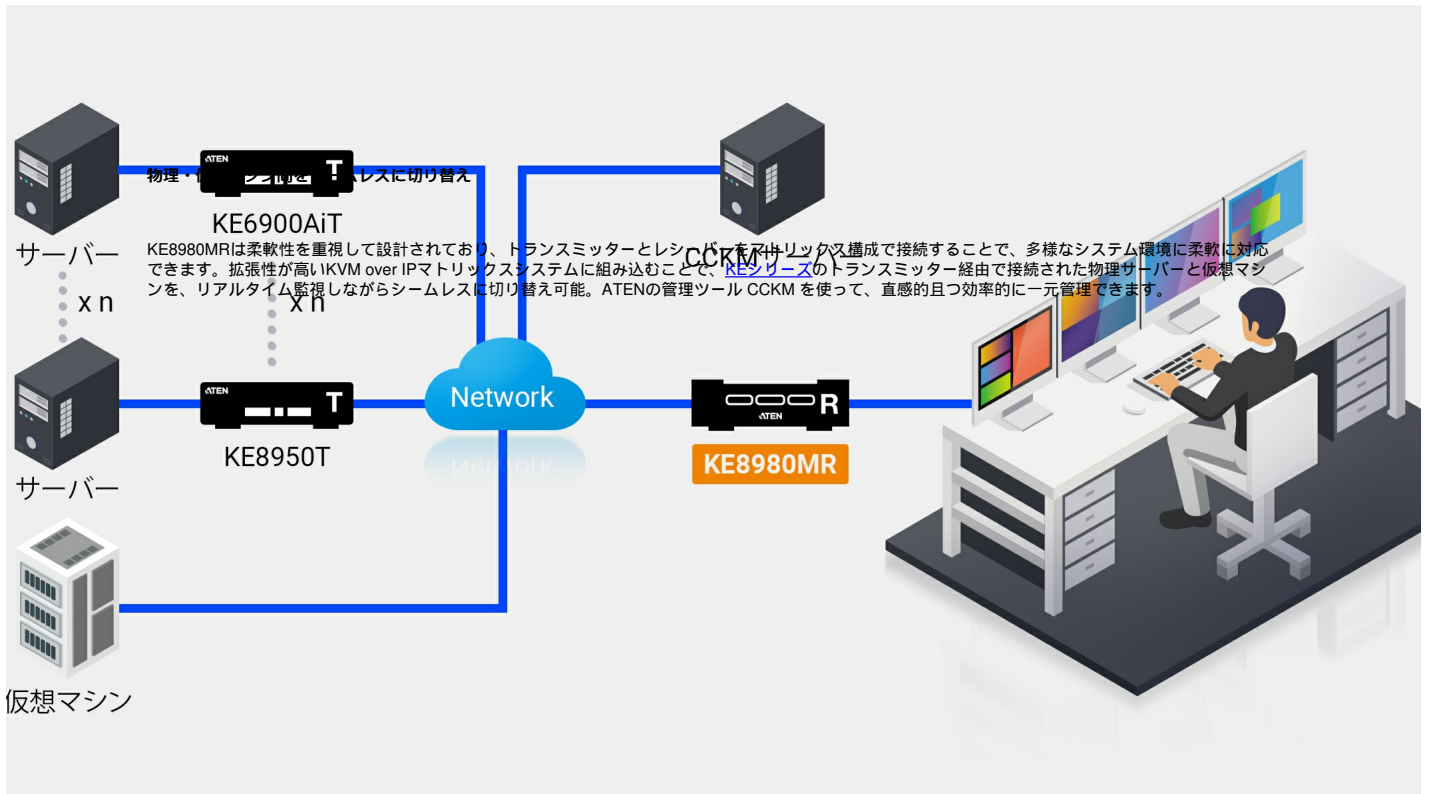 ATEN
T
物理・仮
レスに切り替え
KE6900AiT
サーバー
CCKMサーバー
KE8980MRは柔軟性を重視して設計されており、トランスミッターとレシーバーをマトリックス構成で接続することで、多様なシステム環境に柔軟に対応
できます。拡張性が高いKVM over IPマトリックスシステムに組み込むことで、KEシリーズのトランスミッター経由で接続された物理サーバーと仮想マシ
ンを、リアルタイム監視しながらシームレスに切り替え可能。ATENの管理ツール CCKM を使って、直感的且つ効率的に一元管理できます。
x n
x n
ATEN
T
KE8950T
サーバー
Network
R
ATEN
KE8980MR
仮想マシン